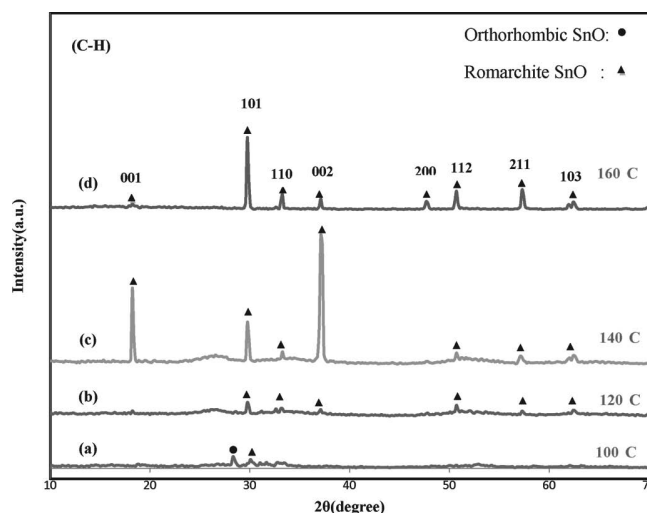 (C-H)
Orthorhombic SnO: ●
Romarchite SnO : ▲
101
001
110
002
200
112
211
103
(d)
160 C
(c)
140 C
(b)
120 C
(a)
100 C
Intensity(a.u.)
10
20
30
40
50
60
70
2θ(degree)